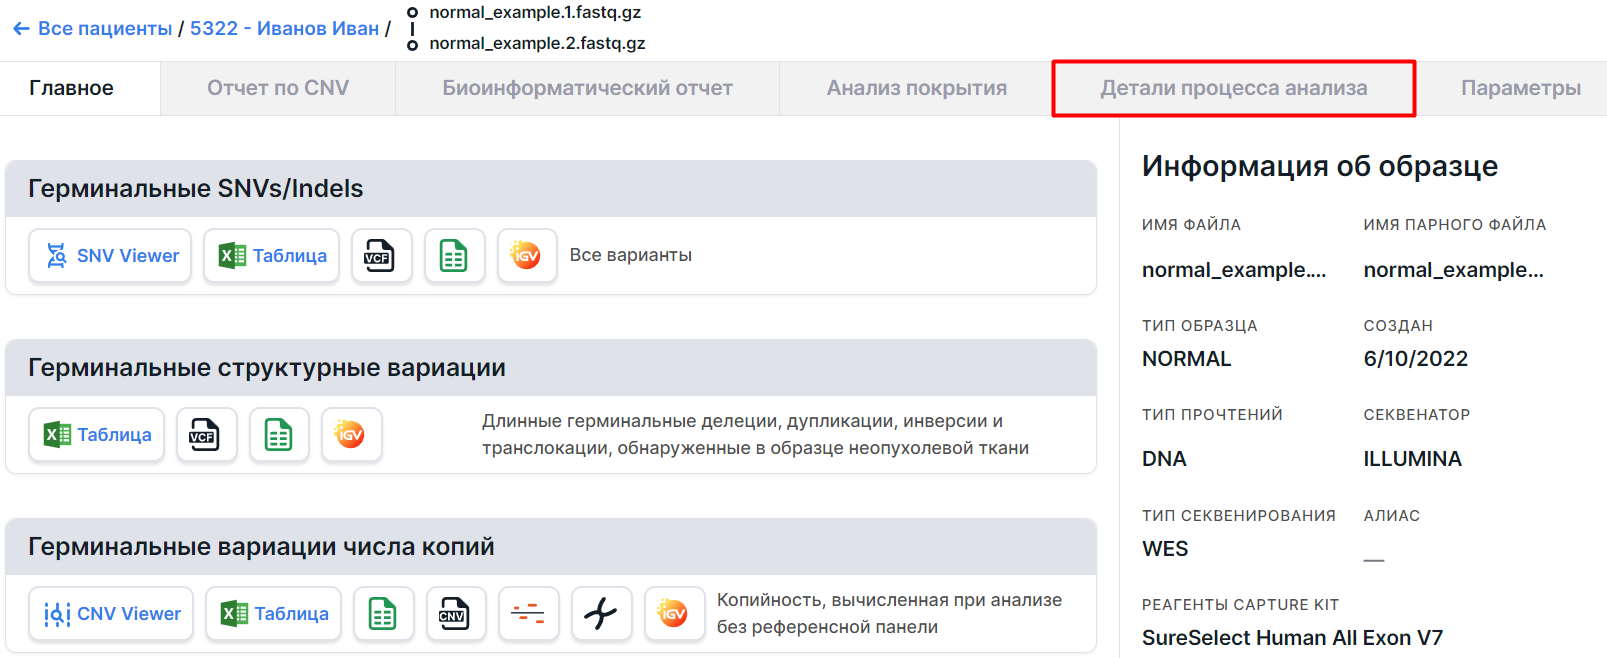 ← Все пациенты / 5322 - Иванов Иван /
normal_example.1.fastq.gz
normal_example.2.fastq.gz
Главное
Отчет по CNV
Биоинформатический отчет
Анализ покрытия
Детали процесса анализа
Параметры
Герминальные SNVs/Indels
SNV Viewer
Таблица
VCF
IGV
Все варианты
Герминальные структурные вариации
Таблица
VCF
IGV
Длинные герминальные делеции, дупликации, инверсии и
транслокации, обнаруженные в образце неопухолевой ткани
Герминальные вариации числа копий
CNV Viewer
Таблица
CNV
IGV
Копийность, вычисленная при анализе
без референсной панели
Информация об образце
ИМЯ ФАЙЛА
ИМЯ ПАРНОГО ФАЙЛА
normal_example....
normal_example...
ТИП ОБРАЗЦА
СОЗДАН
NORMAL
6/10/2022
ТИП ПРОЧТЕНИЙ
СЕКВЕНАТОР
DNA
ILLUMINA
ТИП СЕКВЕНИРОВАНИЯ
АЛИАС
WES
—
РЕАГЕНТЫ CAPTURE KIT
SureSelect Human All Exon V7